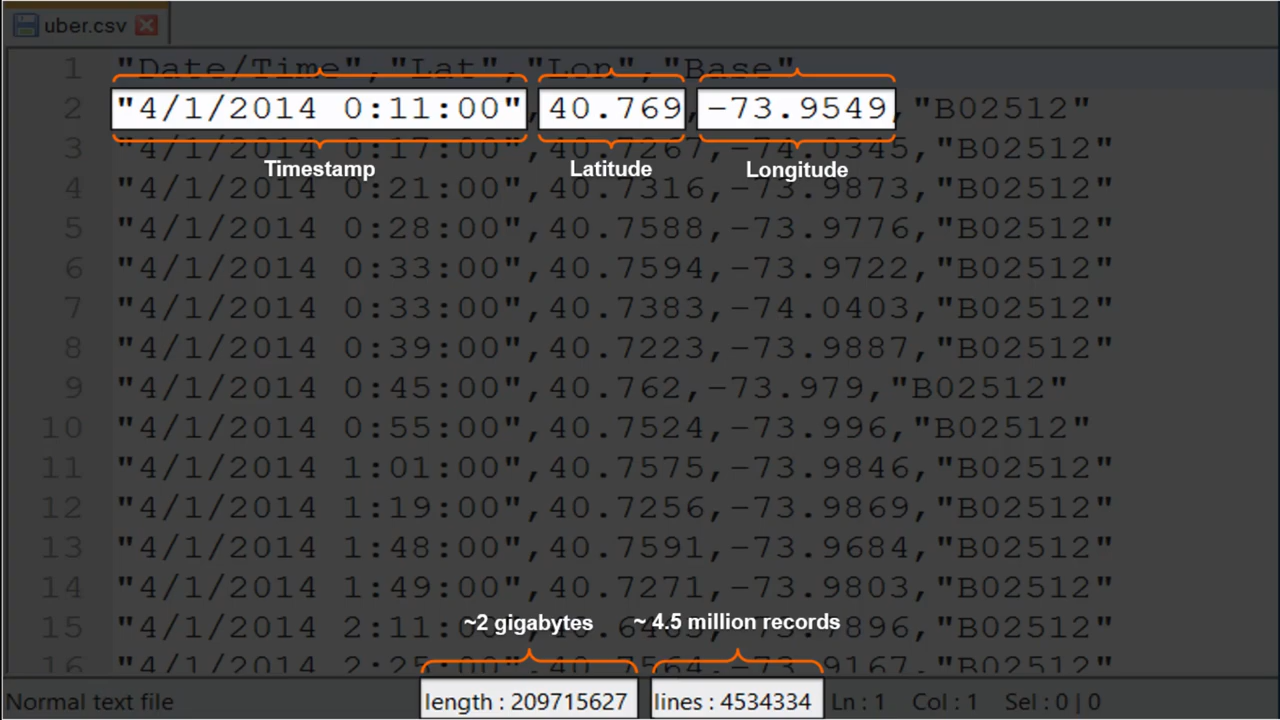 uber.csv
1 "Date/Time","Lat","Lon","Base"
2 "4/1/2014 0:11:00",40.769,-73.9549,"B02512"
3 "4/1/2014 0:17:00",40.7267,-74.0345,"B02512"
Timestamp Latitude Longitude
4 "4/1/2014 0:21:00",40.7316,-73.9873,"B02512"
5 "4/1/2014 0:28:00",40.7588,-73.9776,"B02512"
6 "4/1/2014 0:33:00",40.7594,-73.9722,"B02512"
7 "4/1/2014 0:33:00",40.7383,-74.0403,"B02512"
8 "4/1/2014 0:39:00",40.7223,-73.9887,"B02512"
9 "4/1/2014 0:45:00",40.762,-73.979,"B02512"
10 "4/1/2014 0:55:00",40.7524,-73.996,"B02512"
11 "4/1/2014 1:01:00",40.7575,-73.9846,"B02512"
12 "4/1/2014 1:19:00",40.7256,-73.9869,"B02512"
13 "4/1/2014 1:48:00",40.7591,-73.9684,"B02512"
14 "4/1/2014 1:49:00",40.7271,-73.9803,"B02512"
~2 gigabytes ~ 4.5 million records
15 "4/1/2014 2:11:00", "B02512"
16 "4/1/2014 2:25:00",40.7564,-73.9167,"B02512"
Normal text file length : 209715627 lines : 4534334 Ln : 1 Col : 1 Sel : 0 | 0